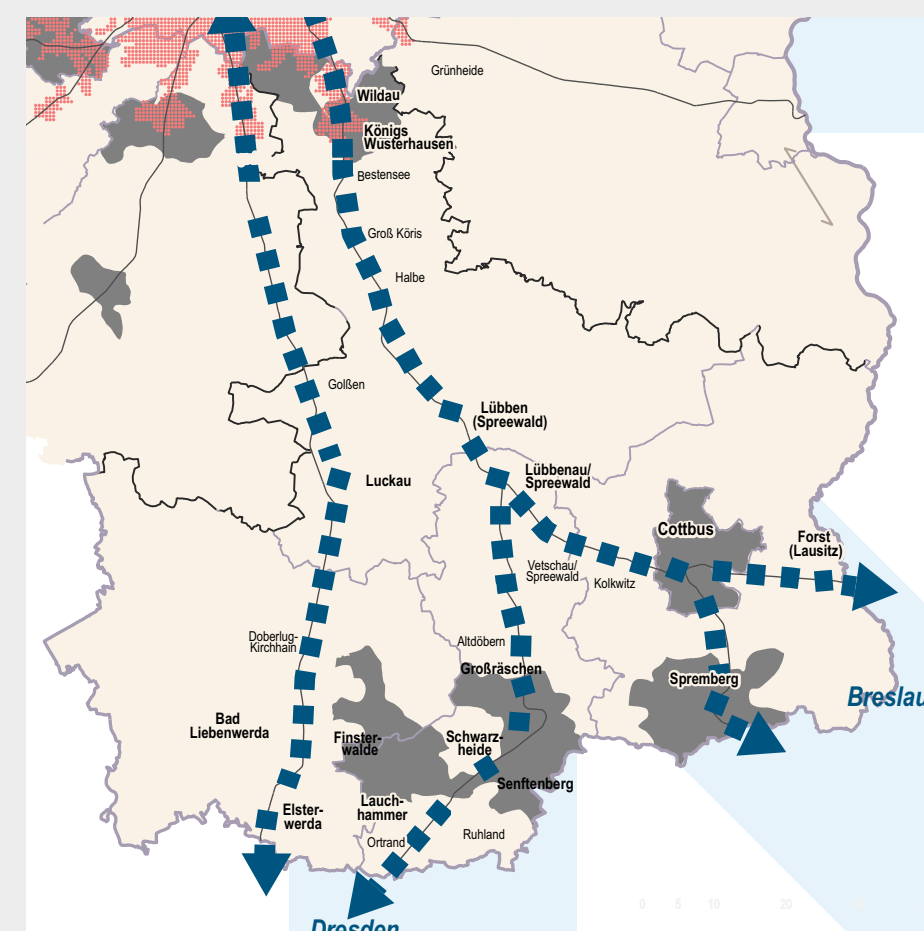 Grünheide
Wildau
Königs
Wusterhausen
Bestensee
Groß Köris
Halbe
Golßen
Lübben
(Spreewald)
Luckau
Lübbenau/
Spreewald
Cottbus
Forst
(Lausitz)
Vetschau/
Spreewald
Kolkwitz
Doberlug-
Kirchhain
Altdöbern
Großräschen
Spremberg
Breslau
Bad
Liebenwerda
Finster-
walde
Schwarz-
heide
Senftenberg
Lauch-
hammer
Elster-
werda
Ortrand
Ruhland
0 5 10 20
Dresden